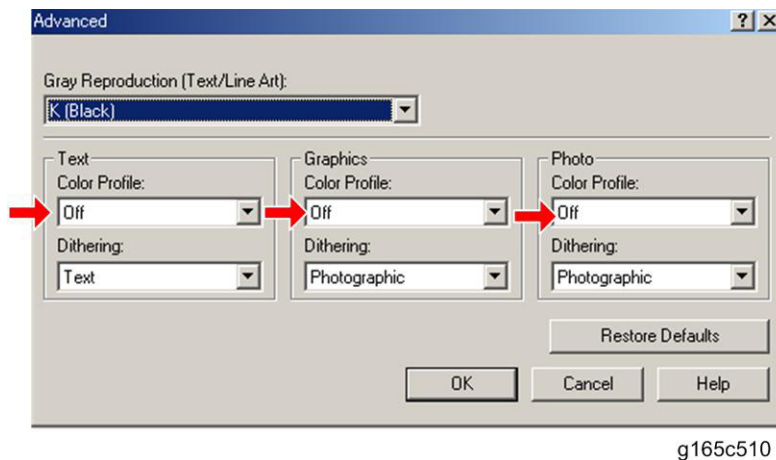 Advanced
Gray Reproduction (Text/Line Art):
K (Black)
Text Graphics Photo
Color Profile: Color Profile: Color Profile:
Off Off Off
Dithering: Dithering: Dithering:
Text Photographic Photographic
Restore Defaults
OK Cancel Help
g165c510